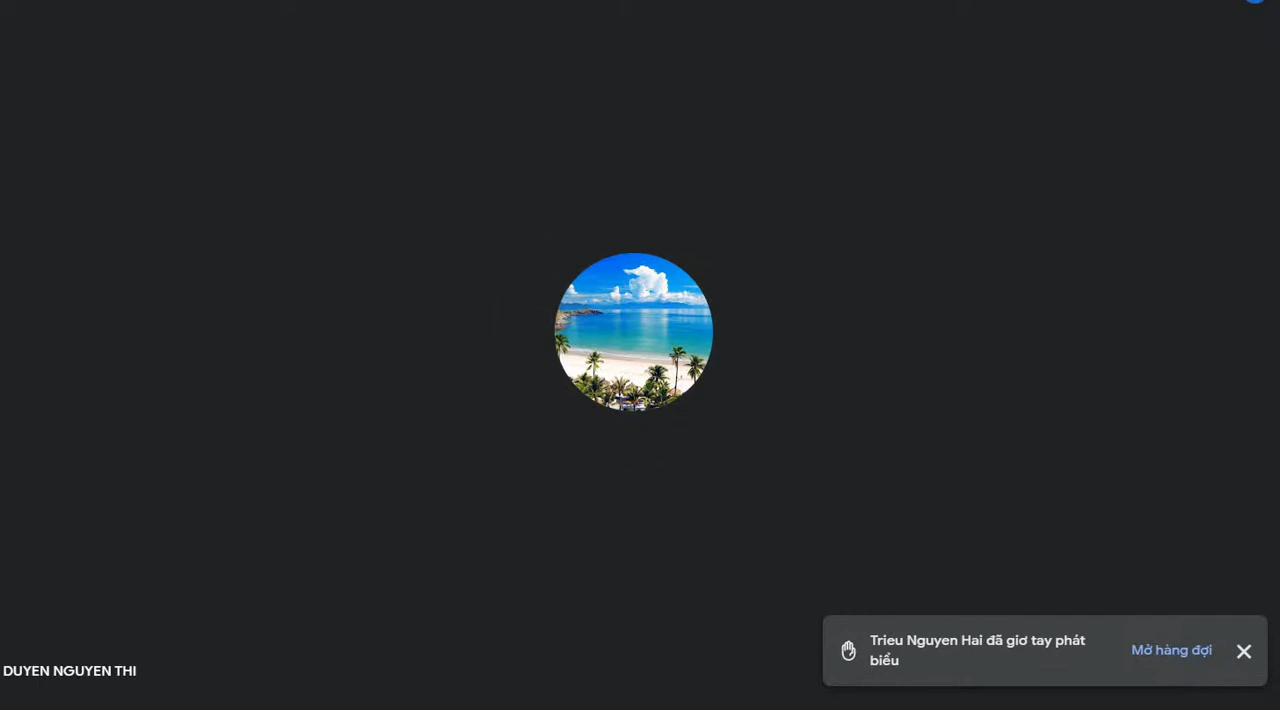 Trieu Nguyen Hai đã giơ tay phát
biểu
Mở hàng đợi
DUYEN NGUYEN THI